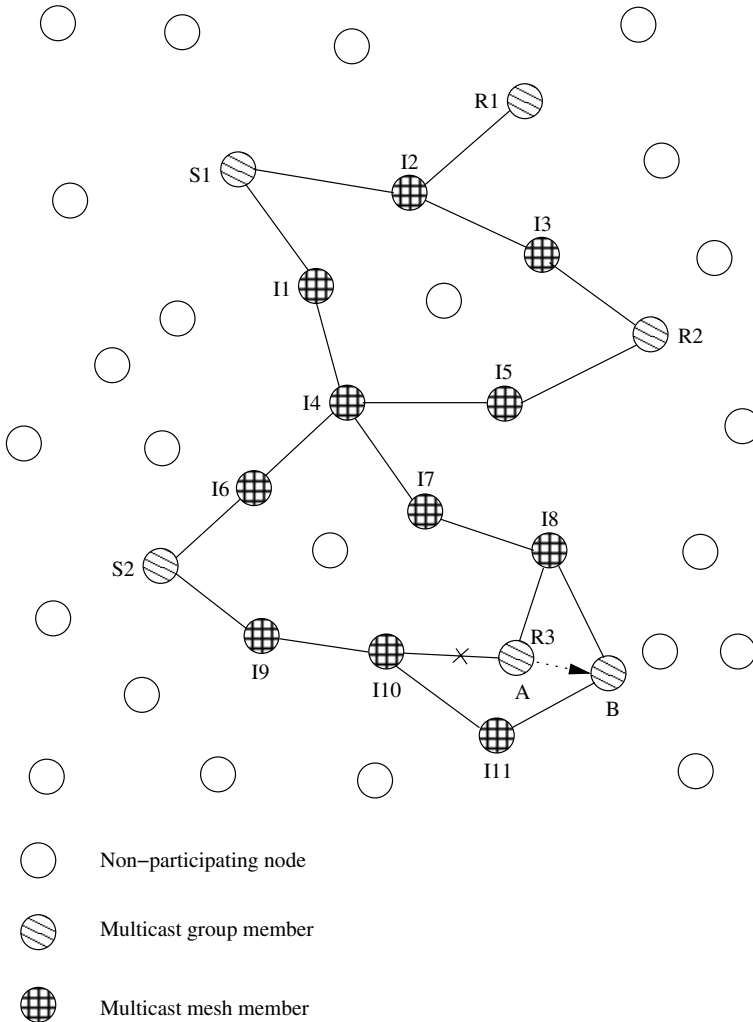 R1
I2
S1
I3
I1
R2
I5
I4
I7
I6
I8
S2
R3
I9
I10
A
B
I11
Non−participating node
Multicast group member
Multicast mesh member